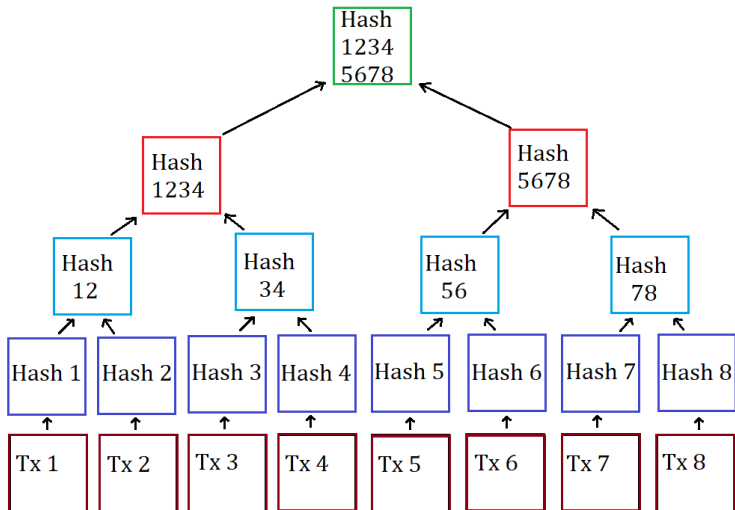 Hash
1234
5678
Hash
1234
Hash
5678
Hash
12
Hash
34
Hash
56
Hash
78
Hash 1
Hash 2
Hash 3
Hash 4
Hash 5
Hash 6
Hash 7
Hash 8
Tx 1
Tx 2
Tx 3
Tx 4
Tx 5
Tx 6
Tx 7
Tx 8